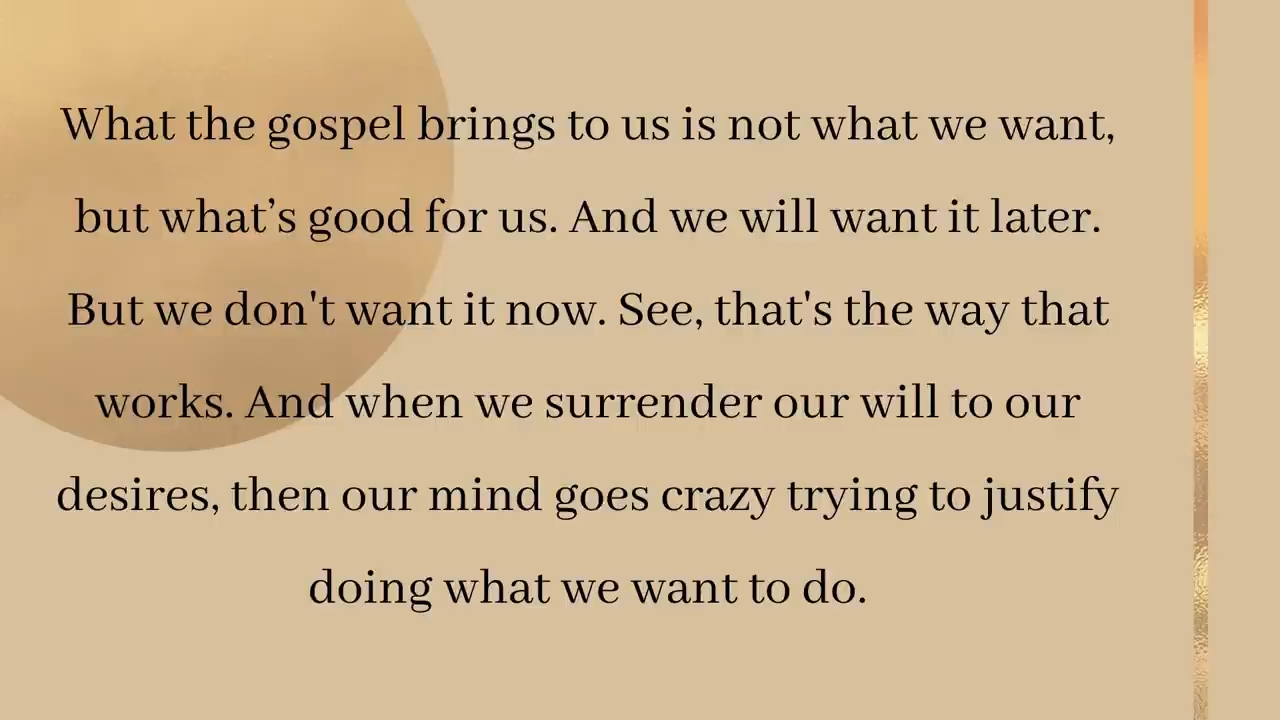 What the gospel brings to us is not what we want,
but what’s good for us. And we will want it later.
But we don't want it now. See, that's the way that
works. And when we surrender our will to our
desires, then our mind goes crazy trying to justify
doing what we want to do.